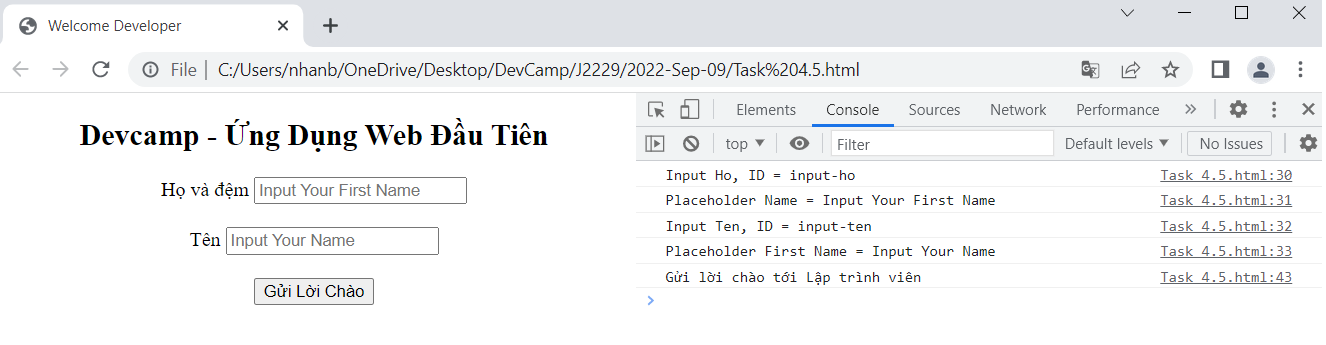 Welcome Developer
File | C:/Users/nhanb/OneDrive/Desktop/DevCamp/J2229/2022-Sep-09/Task%204.5.html
Devcamp - Ứng Dụng Web Đầu Tiên
Họ và đệm Input Your First Name
Tên Input Your Name
Gửi Lời Chào
Elements Console Sources Network Performance »
top Filter Default levels No Issues
Input Ho, ID = input-ho Task 4.5.html:30
Placeholder Name = Input Your First Name Task 4.5.html:31
Input Ten, ID = input-ten Task 4.5.html:32
Placeholder First Name = Input Your Name Task 4.5.html:33
Gửi lời chào tới Lập trình viên Task 4.5.html:43